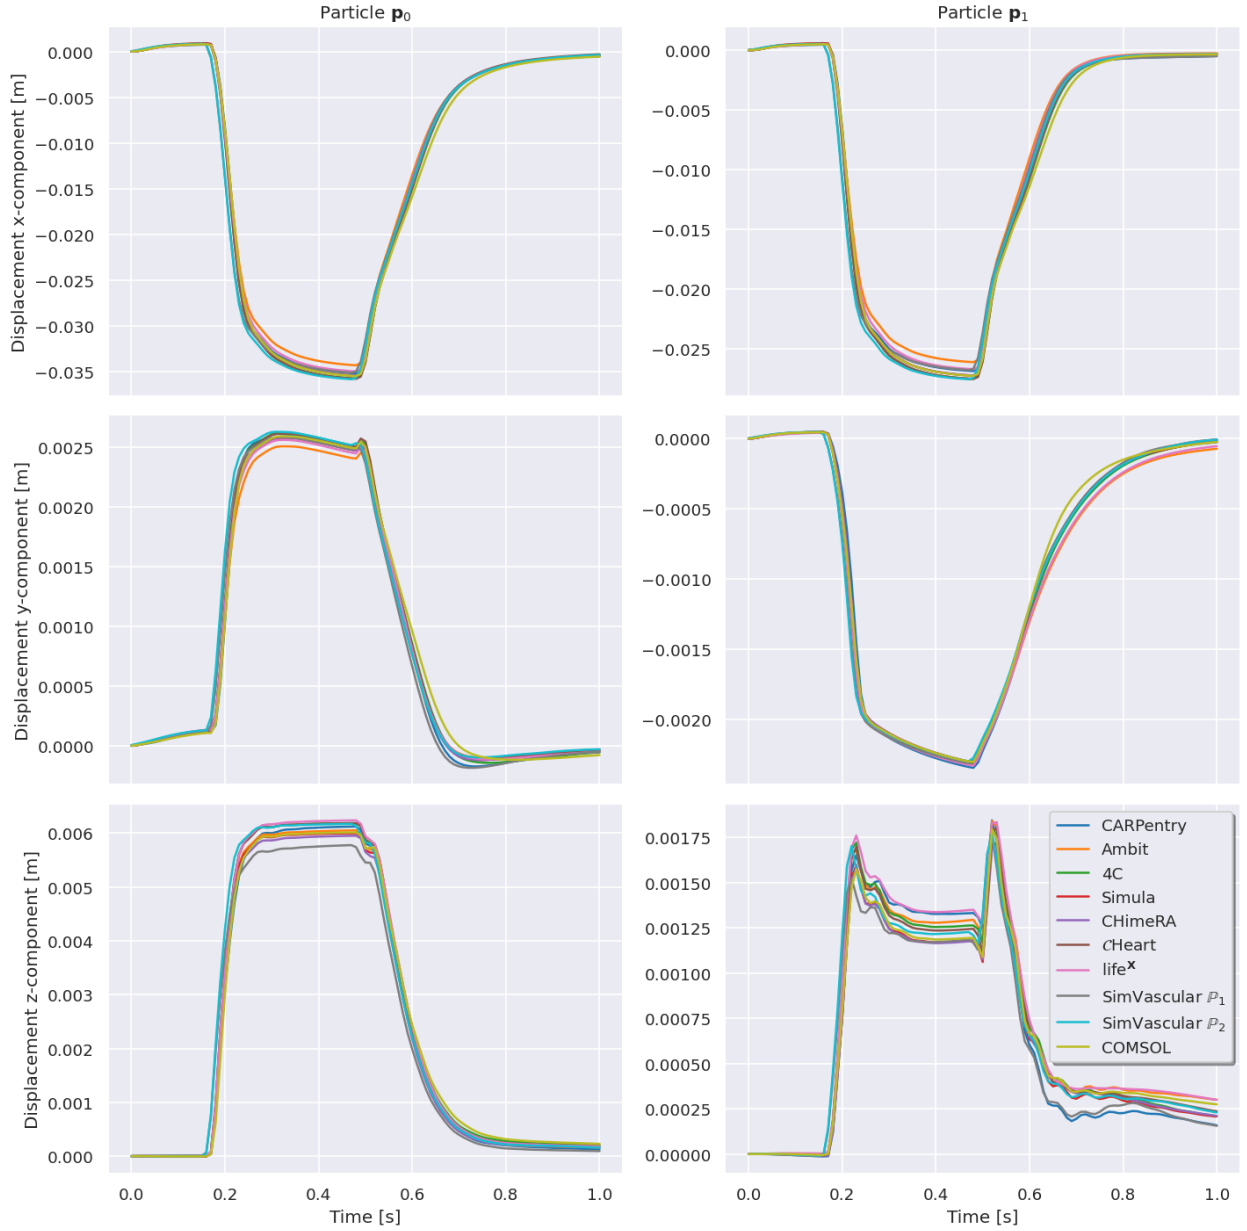 Particle p₀
Particle p₁
Displacement x-component [m]
0.000
−0.005
−0.010
−0.015
−0.020
−0.025
−0.030
−0.035
0.000
−0.005
−0.010
−0.015
−0.020
−0.025
Displacement y-component [m]
0.0025
0.0020
0.0015
0.0010
0.0005
0.0000
0.0000
−0.0005
−0.0010
−0.0015
−0.0020
Displacement z-component [m]
0.006
0.005
0.004
0.003
0.002
0.001
0.000
0.00175
0.00150
0.00125
0.00100
0.00075
0.00050
0.00025
0.00000
CARPentry
Ambit
4C
Simula
CHimeRA
𝒞Heart
lifeˣ
SimVascular ℙ₁
SimVascular ℙ₂
COMSOL
0.0 0.2 0.4 0.6 0.8 1.0
0.0 0.2 0.4 0.6 0.8 1.0
Time [s]
Time [s]